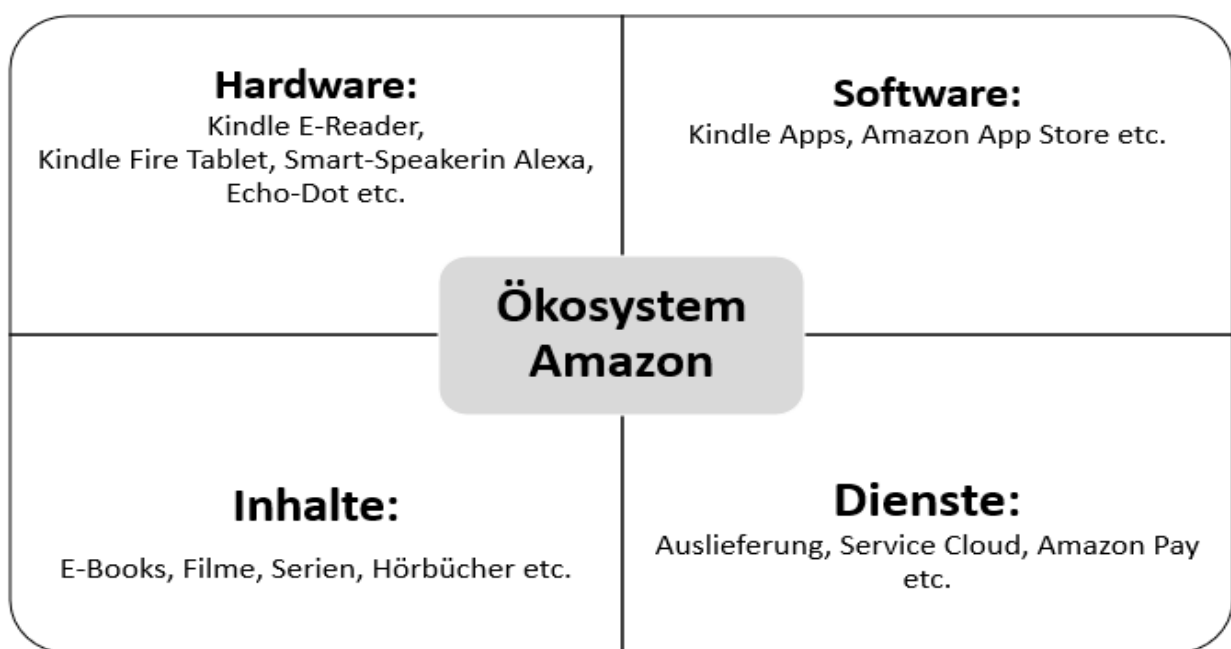 Hardware:
Kindle E-Reader,
Kindle Fire Tablet, Smart-Speakerin Alexa,
Echo-Dot etc.
Software:
Kindle Apps, Amazon App Store etc.
Ökosystem
Amazon
Inhalte:
E-Books, Filme, Serien, Hörbücher etc.
Dienste:
Auslieferung, Service Cloud, Amazon Pay
etc.